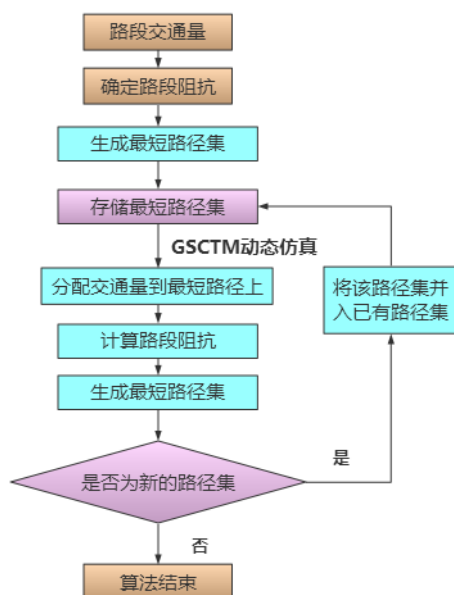 路段交通量
确定路段阻抗
生成最短路径集
存储最短路径集
GSCTM动态仿真
分配交通量到最短路径上
将该路径集并
入已有路径集
计算路段阻抗
生成最短路径集
是
是否为新的路径集
否
算法结束